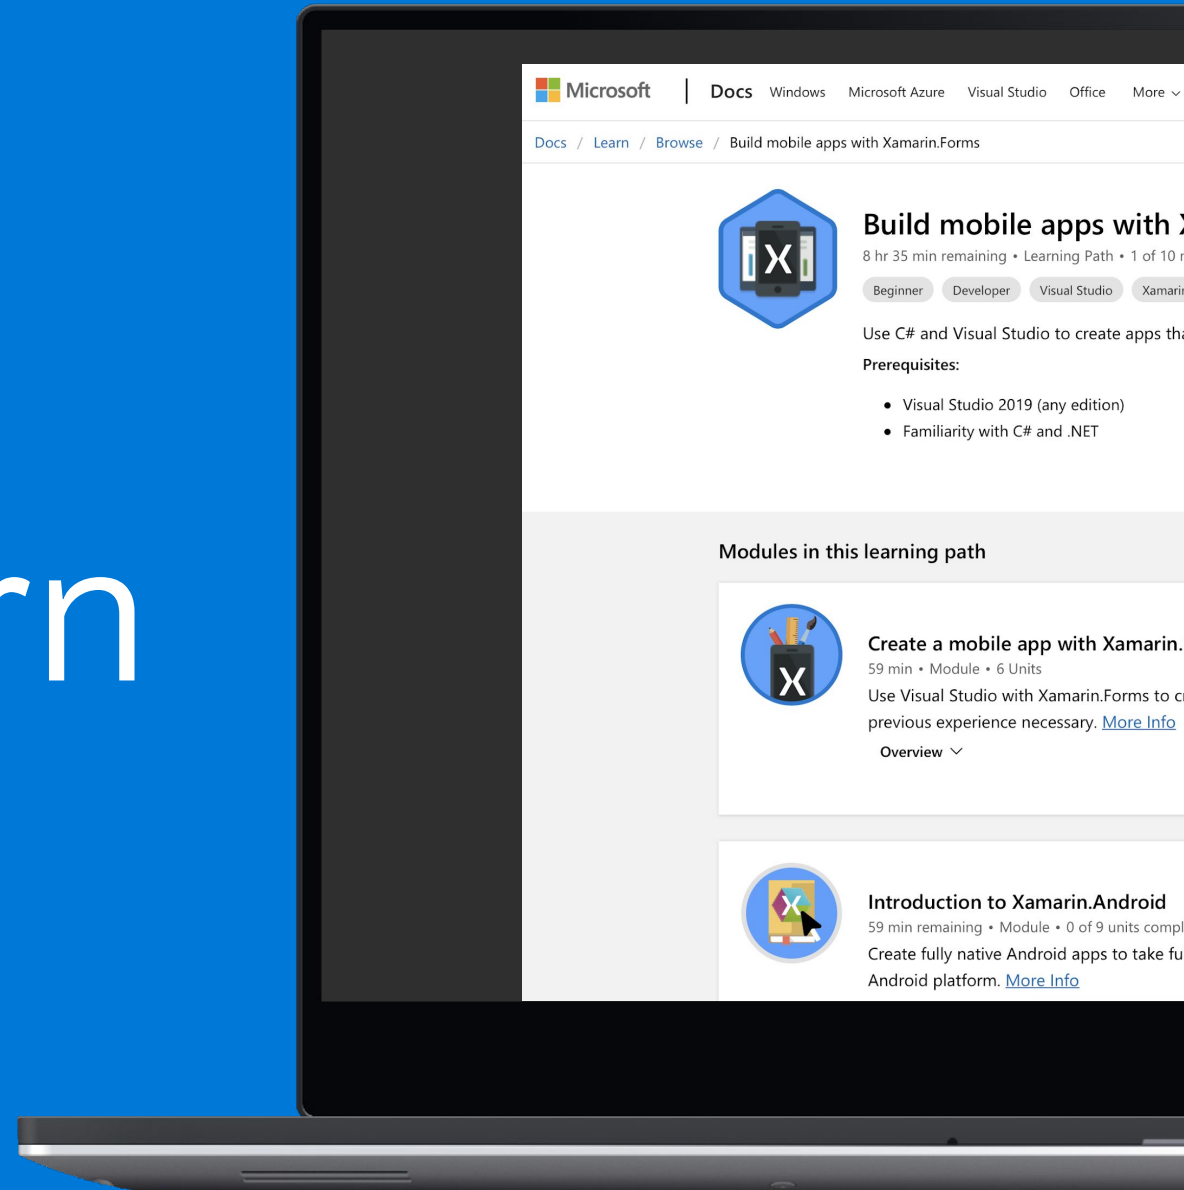 rn
Microsoft | Docs Windows Microsoft Azure Visual Studio Office More
Docs / Learn / Browse / Build mobile apps with Xamarin.Forms
Build mobile apps with X
8 hr 35 min remaining • Learning Path • 1 of 10
Beginner Developer Visual Studio Xamarin
Use C# and Visual Studio to create apps tha
Prerequisites:
• Visual Studio 2019 (any edition)
• Familiarity with C# and .NET
Modules in this learning path
Create a mobile app with Xamarin.
59 min • Module • 6 Units
Use Visual Studio with Xamarin.Forms to cr
previous experience necessary. More Info
Overview
Introduction to Xamarin.Android
59 min remaining • Module • 0 of 9 units compl
Create fully native Android apps to take fu
Android platform. More Info